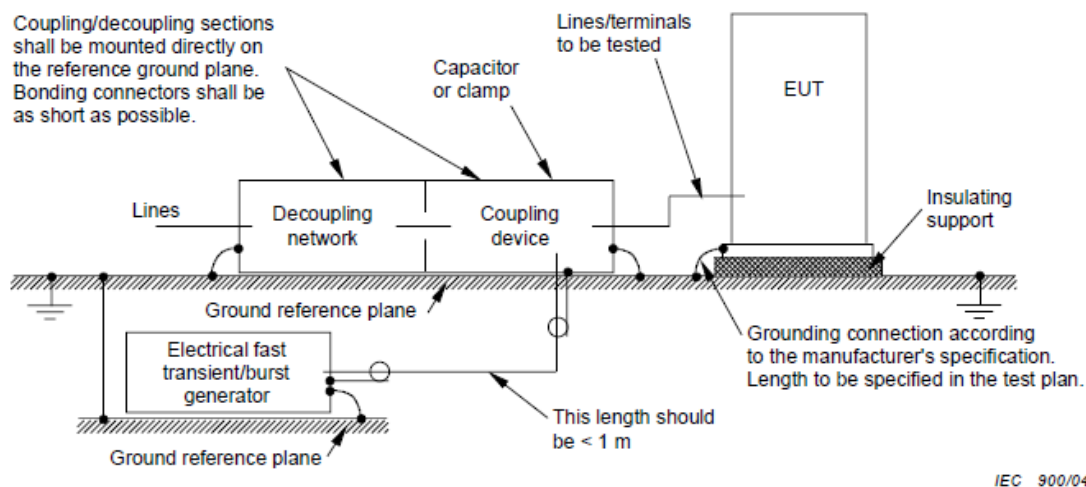 Coupling/decoupling sections
shall be mounted directly on
the reference ground plane.
Bonding connectors shall be
as short as possible.
Capacitor
or clamp
Lines/terminals
to be tested
EUT
Lines
Decoupling
network
Coupling
device
Insulating
support
Ground reference plane
Electrical fast
transient/burst
generator
Grounding connection according
to the manufacturer's specification.
Length to be specified in the test plan.
This length should
be < 1 m
Ground reference plane
IEC 900/04